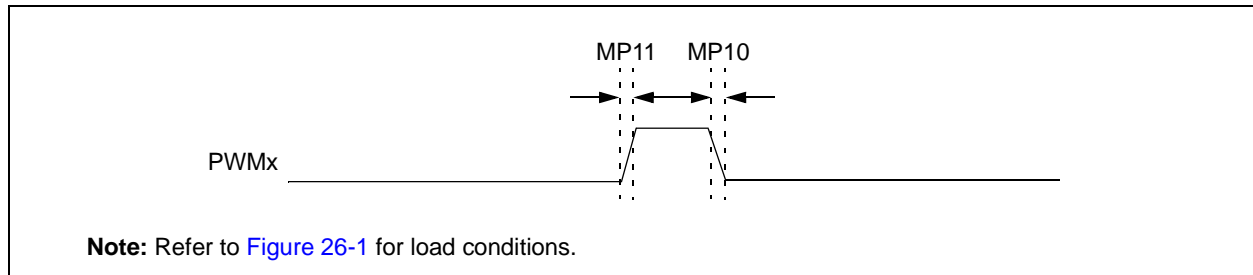 MP11 MP10
PWMx
Note: Refer to Figure 26-1 for load conditions.